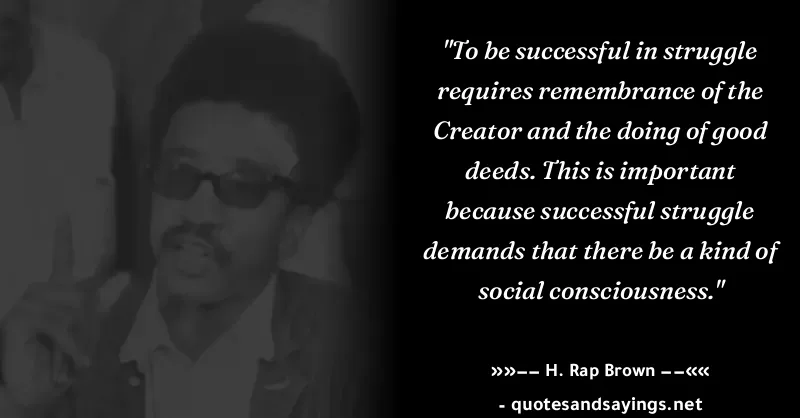 "To be successful in struggle
requires remembrance of the
Creator and the doing of good
deeds. This is important
because successful struggle
demands that there be a kind of
social consciousness."
»»−− H. Rap Brown −−««
- quotesandsayings.net